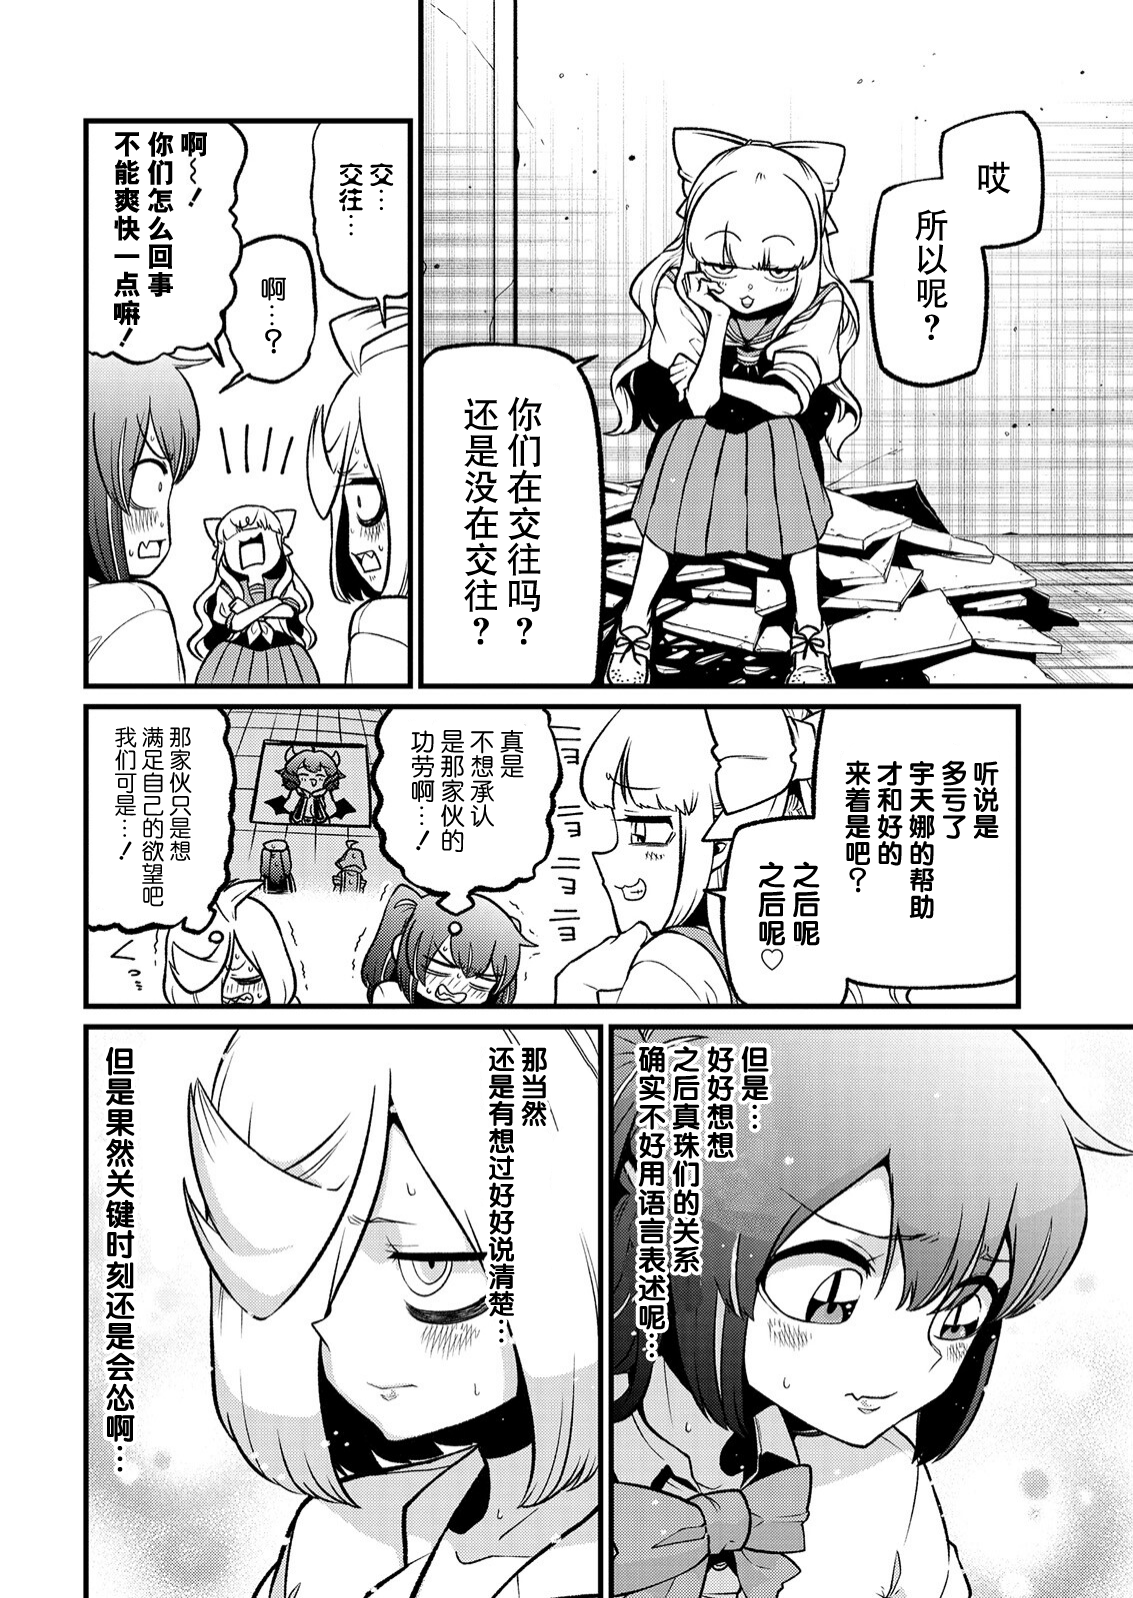 哎
所以呢？
你们在交往吗？
还是没在交往？
交…
交往…
啊…？
啊～！
你们怎么回事
不能爽快一点嘛！
听说是
多亏了
宇天娜的帮助
才和好的
来着是吧？
之后呢
之后呢♡
ニヨ
ニヨ
ニヨ
真是
不想承认
是那家伙的
功劳啊…！
那家伙只是想
满足自己的欲望吧
我们可是…！
但是…
好好想想
之后真珠们的关系
确实不好用语言表述呢…
那当然
还是有想过好好说清楚…
但是果然关键时刻还是会怂啊…